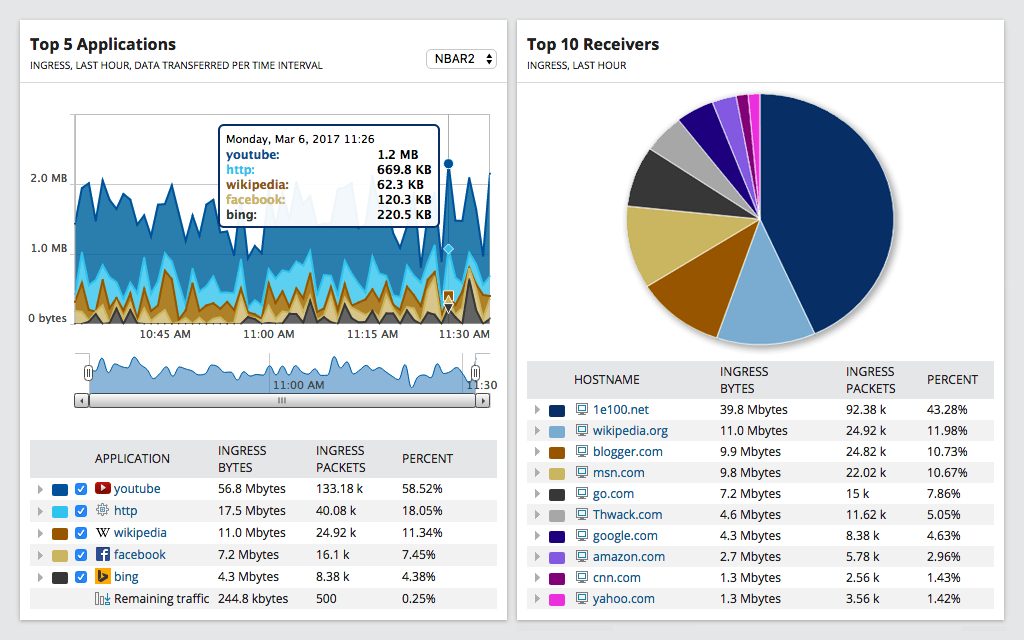 Top 5 Applications
INGRESS, LAST HOUR, DATA TRANSFERRED PER TIME INTERVAL
NBAR2
Monday, Mar 6, 2017 11:26
youtube: 1.2 MB
http: 669.8 KB
wikipedia: 62.3 KB
facebook: 120.3 KB
bing: 220.5 KB
2.0 MB
1.0 MB
0 bytes
10:45 AM 11:00 AM 11:15 AM 11:30 AM
11:00 AM 11:30
APPLICATION INGRESS BYTES INGRESS PACKETS PERCENT
youtube 56.8 Mbytes 133.18 k 58.52%
http 17.5 Mbytes 40.08 k 18.05%
W wikipedia 11.0 Mbytes 24.92 k 11.34%
facebook 7.2 Mbytes 16.1 k 7.45%
bing 4.3 Mbytes 8.38 k 4.38%
Remaining traffic 244.8 kbytes 500 0.25%
Top 10 Receivers
INGRESS, LAST HOUR
HOSTNAME INGRESS BYTES INGRESS PACKETS PERCENT
1e100.net 39.8 Mbytes 92.38 k 43.28%
wikipedia.org 11.0 Mbytes 24.92 k 11.98%
blogger.com 9.9 Mbytes 24.82 k 10.73%
msn.com 9.8 Mbytes 22.02 k 10.67%
go.com 7.2 Mbytes 15 k 7.86%
Thwack.com 4.6 Mbytes 11.62 k 5.05%
google.com 4.3 Mbytes 8.38 k 4.63%
amazon.com 2.7 Mbytes 5.78 k 2.96%
cnn.com 1.3 Mbytes 2.56 k 1.43%
yahoo.com 1.3 Mbytes 3.56 k 1.42%